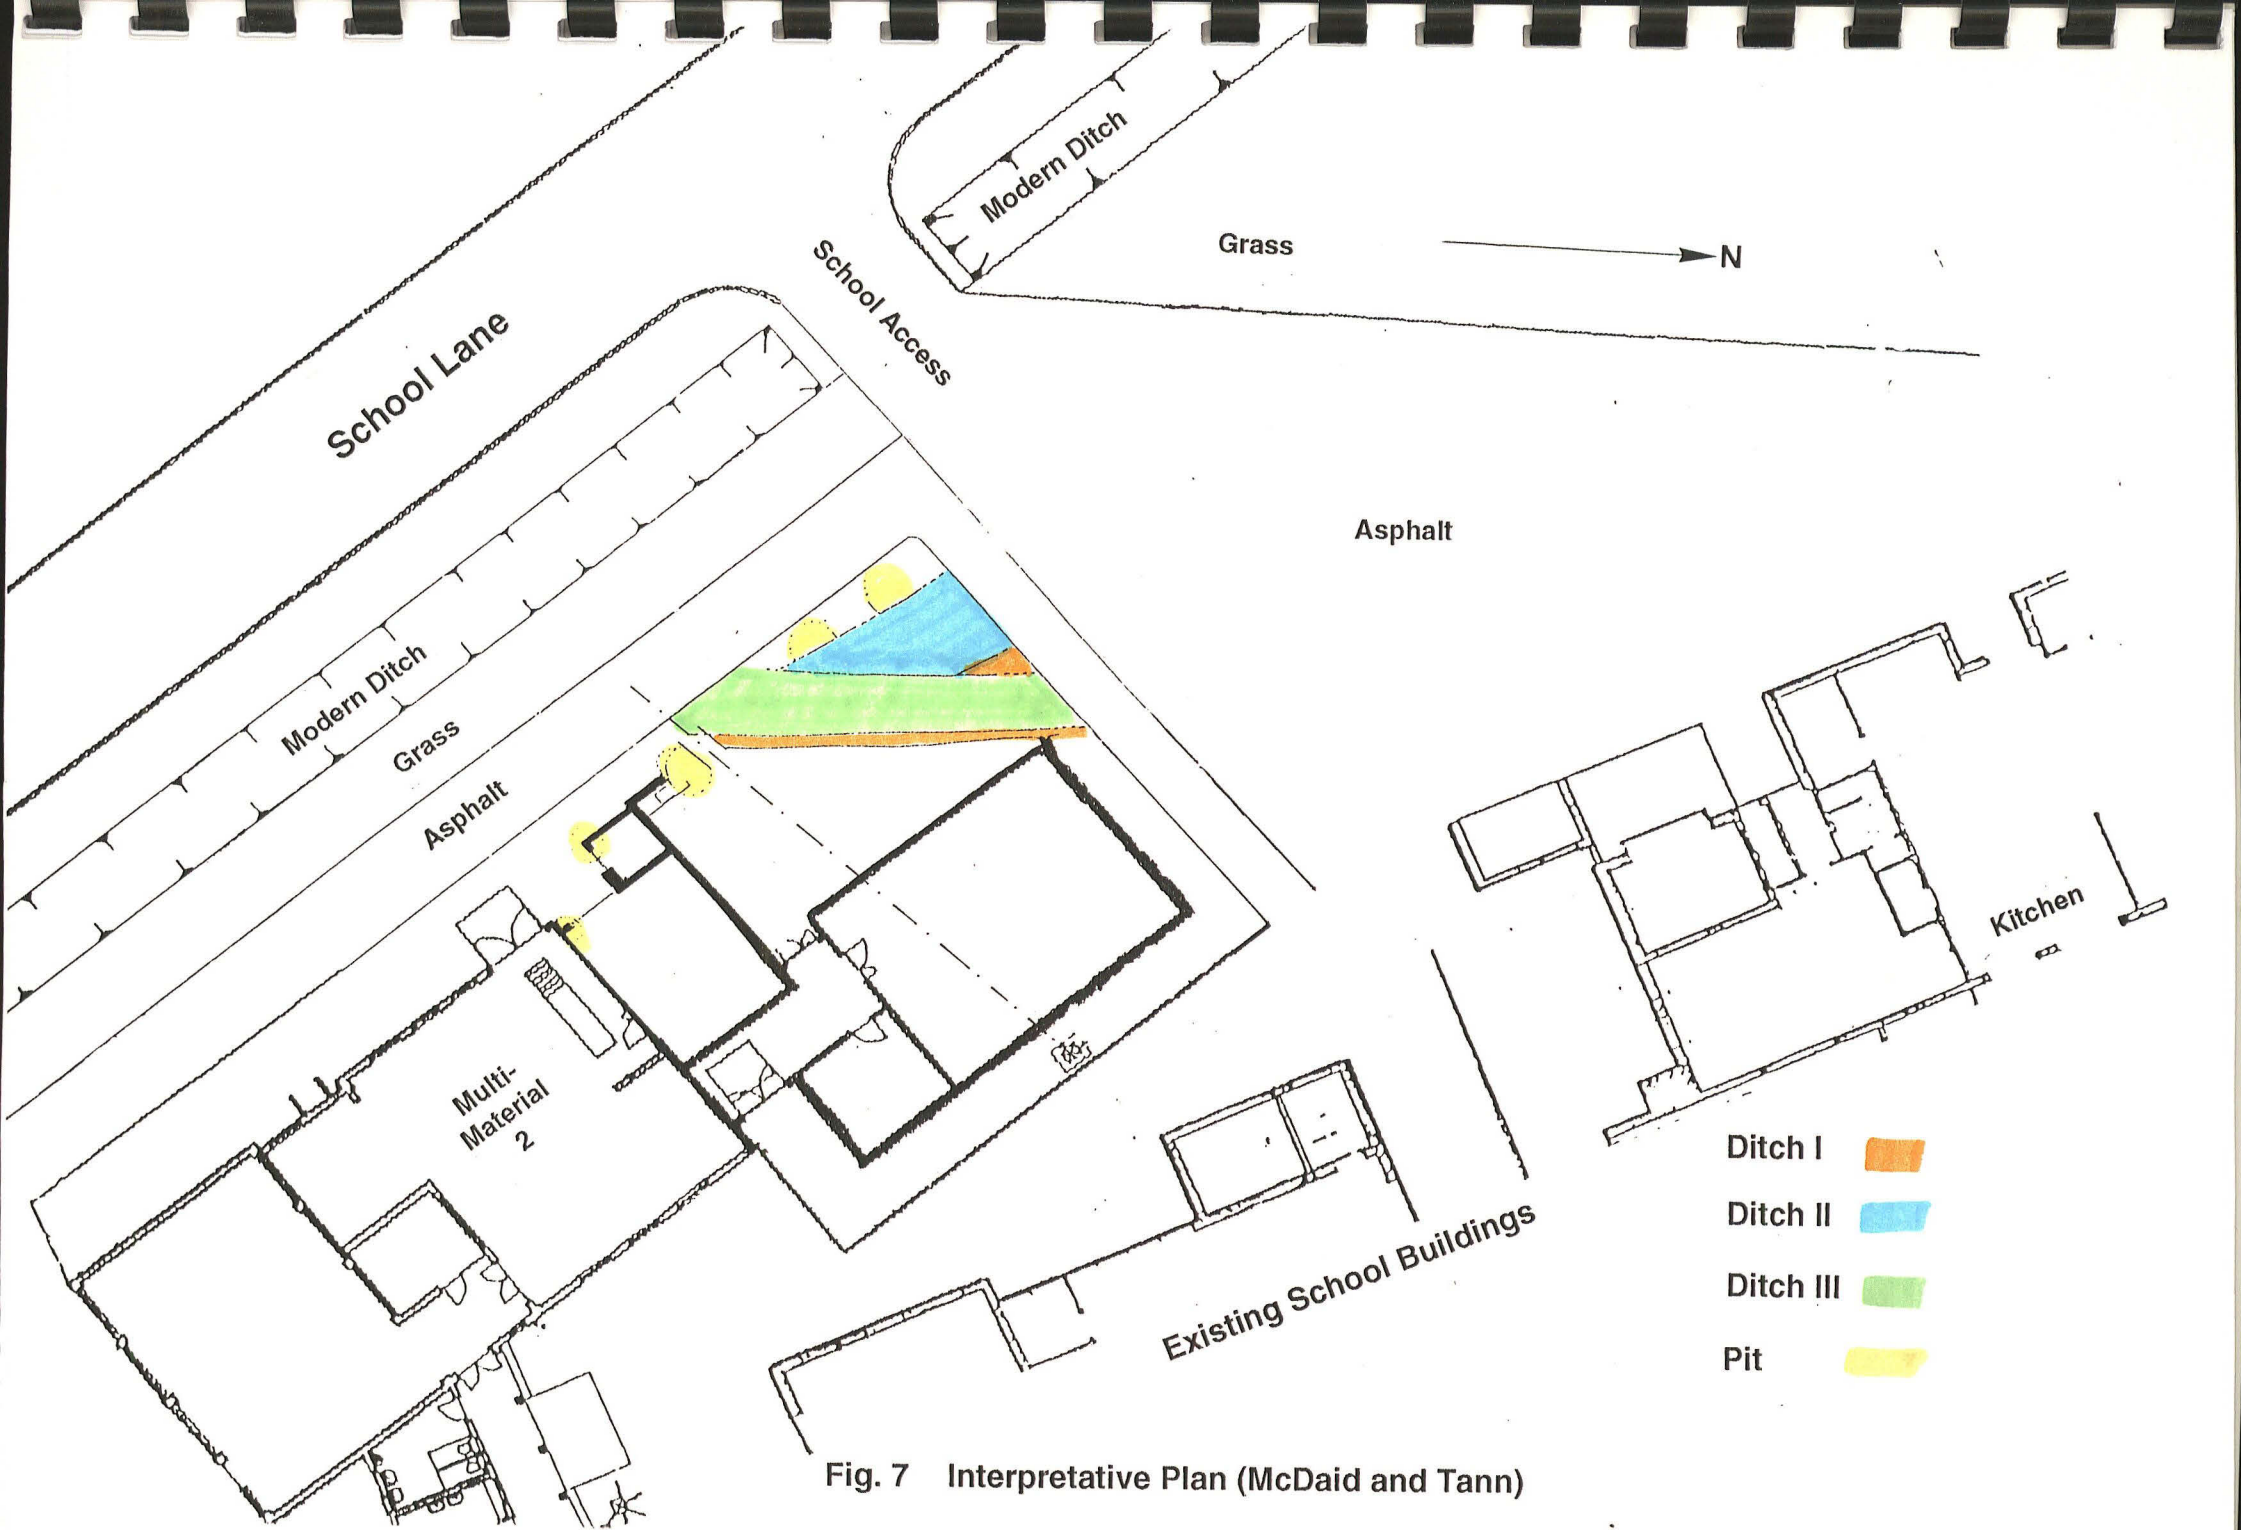 Modern Ditch
Grass
N
School Access
School Lane
Asphalt
Modern Ditch
Grass
Asphalt
Kitchen
Multi-
Material
2
Existing School Buildings
Ditch I
Ditch II
Ditch III
Pit
Fig. 7 Interpretative Plan (McDaid and Tann)